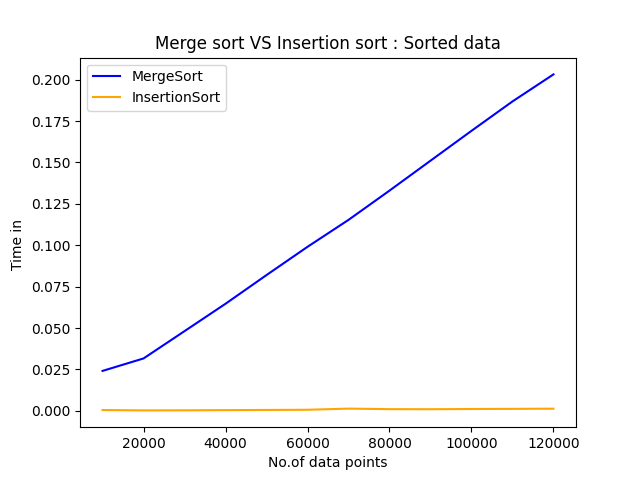 Merge sort VS Insertion sort : Sorted data
MergeSort
InsertionSort
0.200
0.175
0.150
0.125
0.100
0.075
0.050
0.025
0.000
Time in
20000 40000 60000 80000 100000 120000
No.of data points